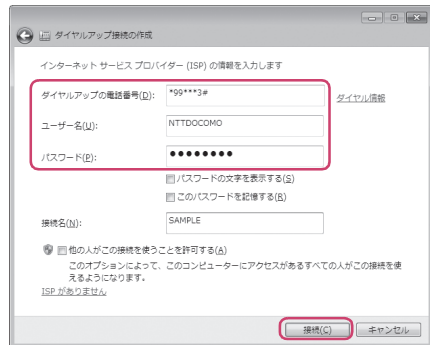 ダイヤルアップ接続の作成
インターネット サービス プロバイダー (ISP) の情報を入力します
ダイヤルアップの電話番号(D): *99***3# ダイヤル情報
ユーザー名(U): NTTDOCOMO
パスワード(P): ●●●●●●●●
パスワードの文字を表示する(S)
このパスワードを記憶する(R)
接続名(N): SAMPLE
他の人がこの接続を使うことを許可する(A)
このオプションによって、このコンピューターにアクセスがあるすべての人がこの接続を使
えるようになります。
ISP がありません
接続(C) キャンセル